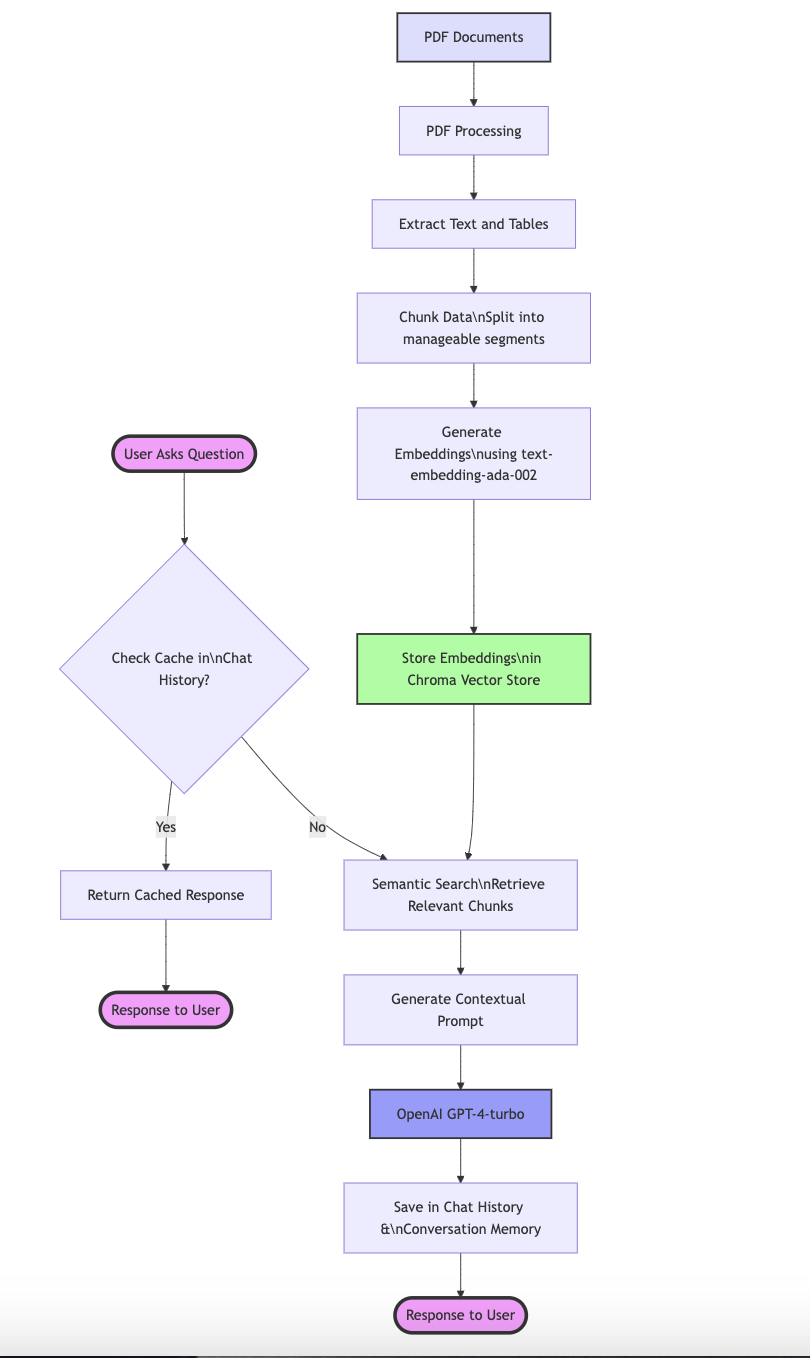 PDF Documents
PDF Processing
Extract Text and Tables
Chunk Data\nSplit into
manageable segments
Generate
Embeddings\nusing text-
embedding-ada-002
User Asks Question
Check Cache in\nChat
History?
Store Embeddings\nin
Chroma Vector Store
Yes
No
Return Cached Response
Semantic Search\nRetrieve
Relevant Chunks
Response to User
Generate Contextual
Prompt
OpenAI GPT-4-turbo
Save in Chat History
&\nConversation Memory
Response to User